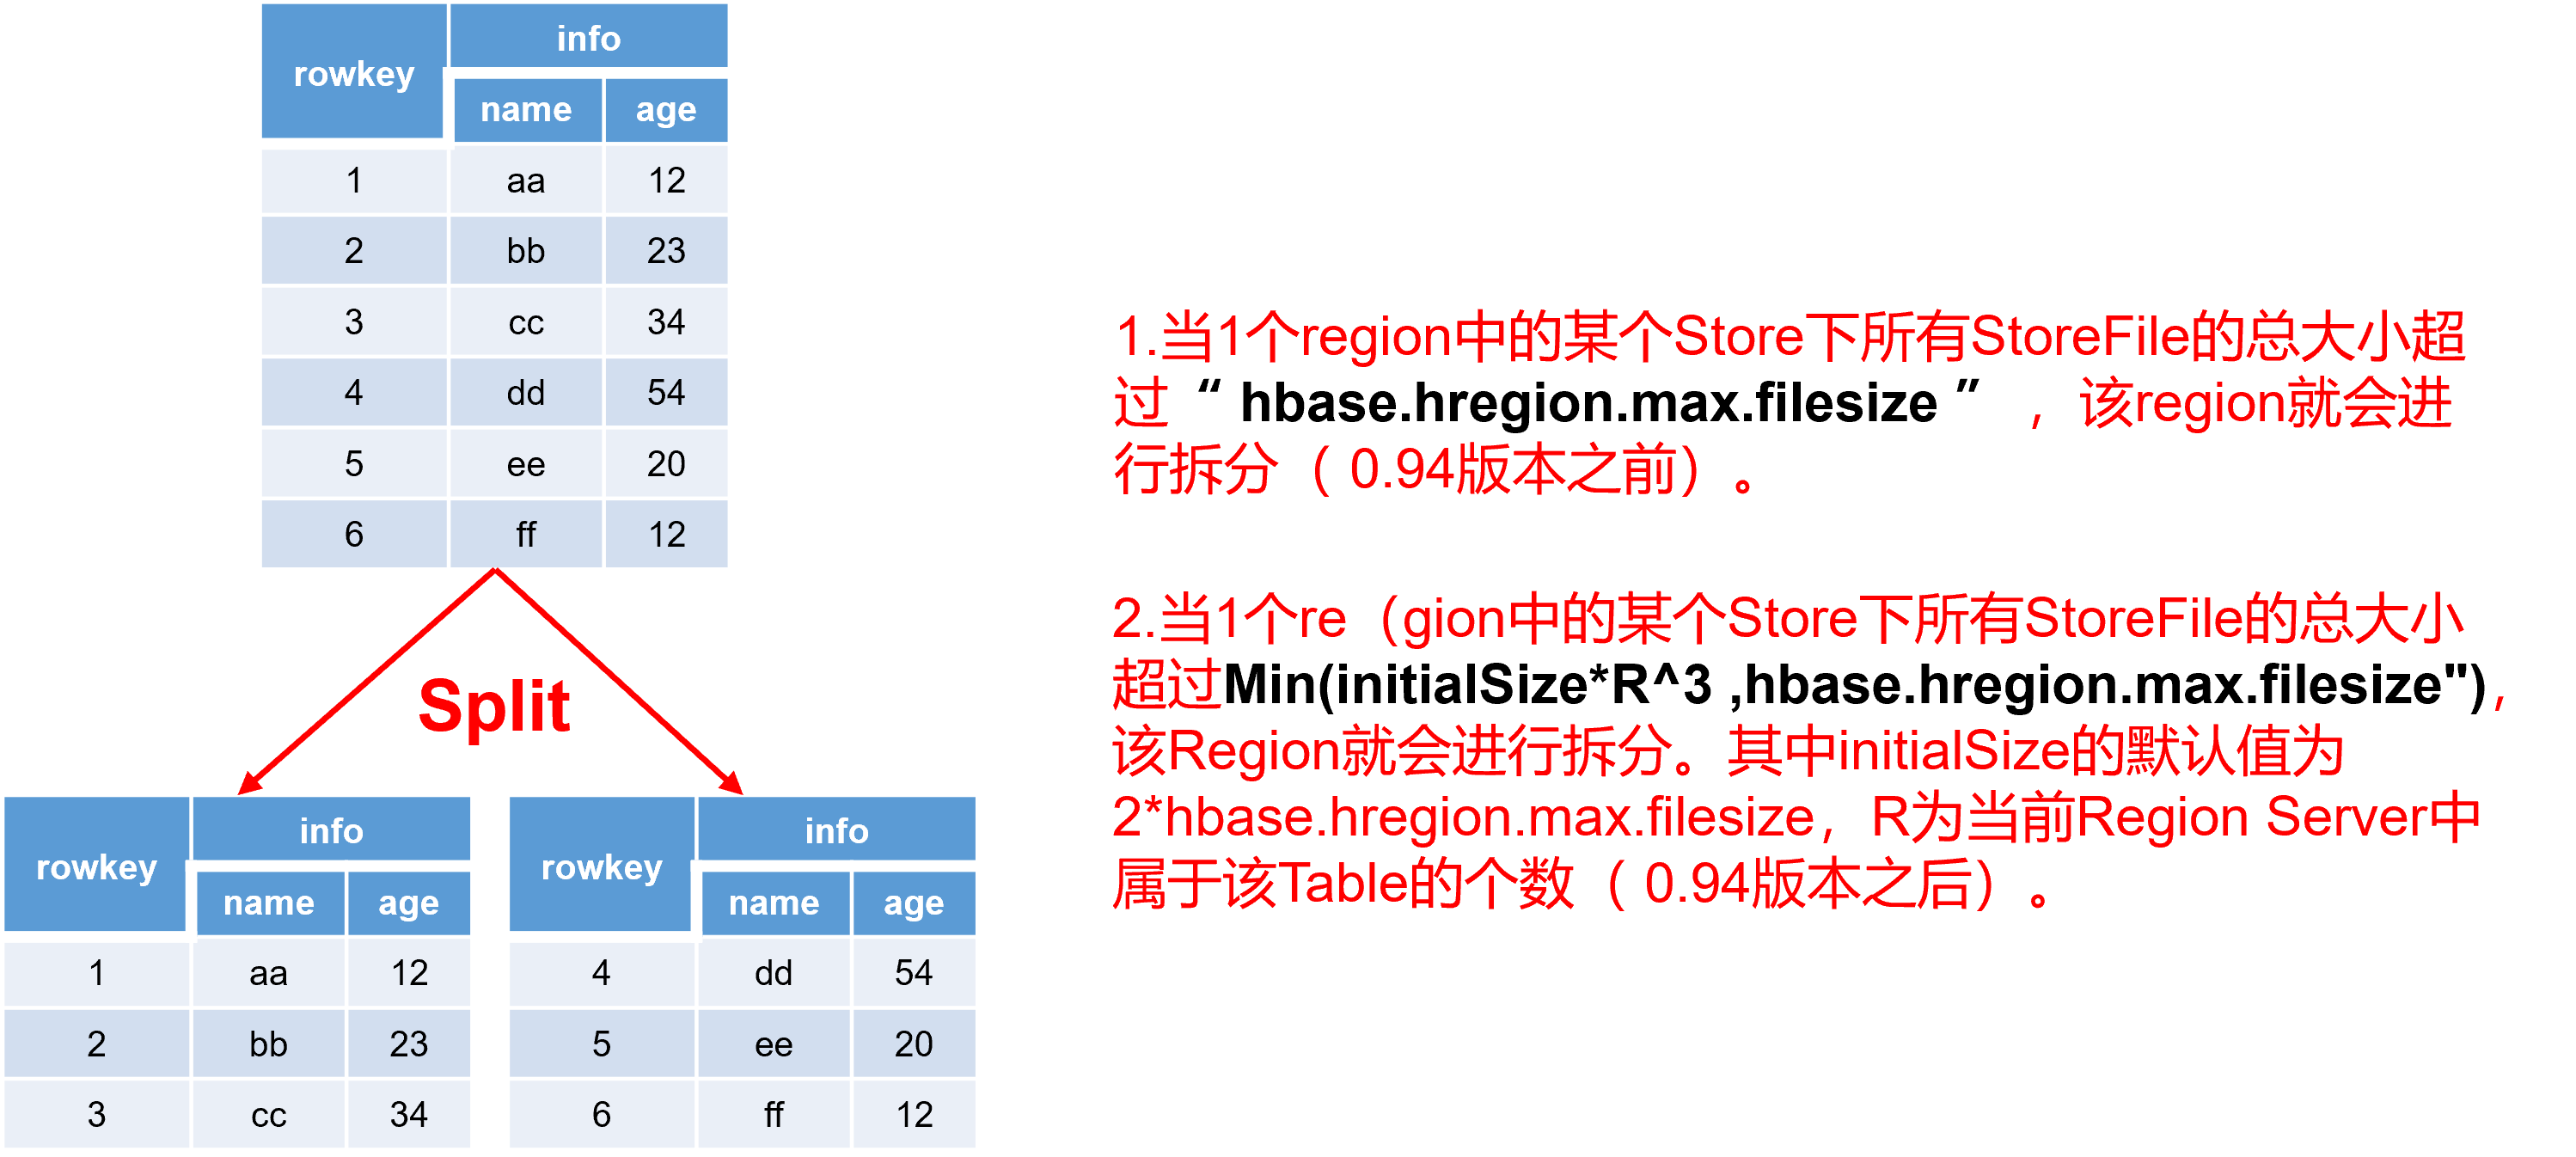 rowkey info
name age
1 aa 12
2 bb 23
3 cc 34
4 dd 54
5 ee 20
6 ff 12
Split
rowkey info
name age
1 aa 12
2 bb 23
3 cc 34
rowkey info
name age
4 dd 54
5 ee 20
6 ff 12
1.当1个region中的某个Store下所有StoreFile的总大小超
过“ hbase.hregion.max.filesize ”，该region就会进
行拆分（ 0.94版本之前）。
2.当1个re（gion中的某个Store下所有StoreFile的总大小
超过Min(initialSize*R^3 ,hbase.hregion.max.filesize")，
该Region就会进行拆分。其中initialSize的默认值为
2*hbase.hregion.max.filesize，R为当前Region Server中
属于该Table的个数（ 0.94版本之后）。